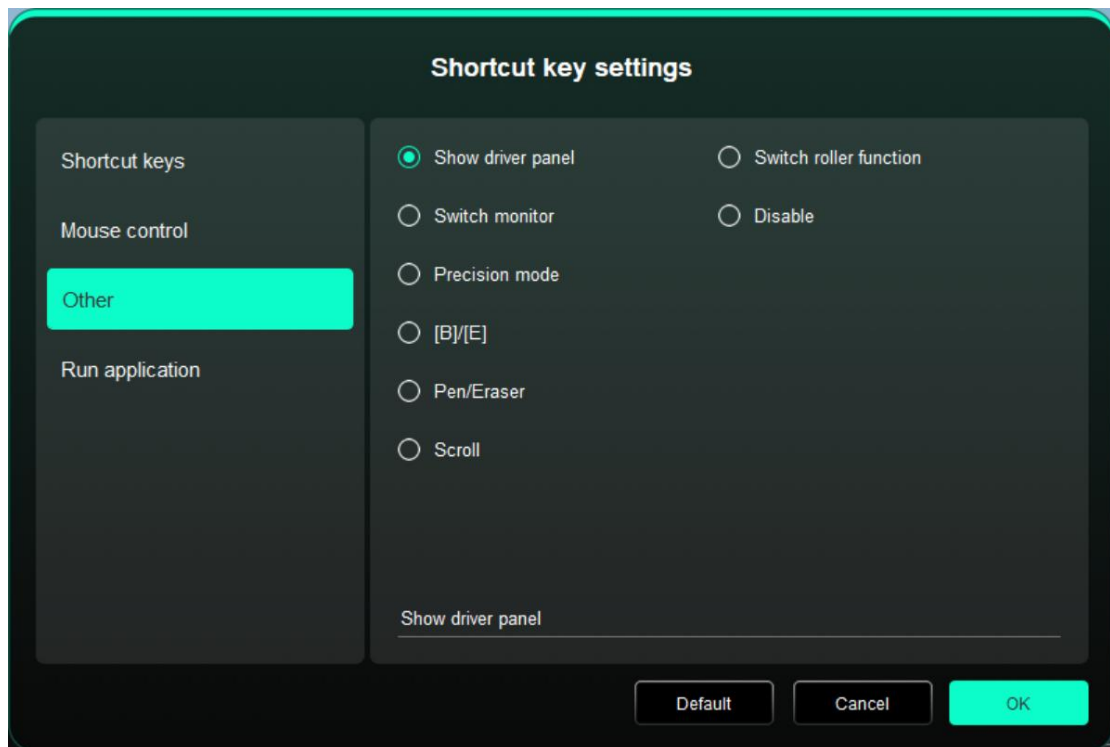 Shortcut key settings
Shortcut keys
Mouse control
Other
Run application
Show driver panel
Switch monitor
Precision mode
[B]/[E]
Pen/Eraser
Scroll
Switch roller function
Disable
Show driver panel
Default
Cancel
OK